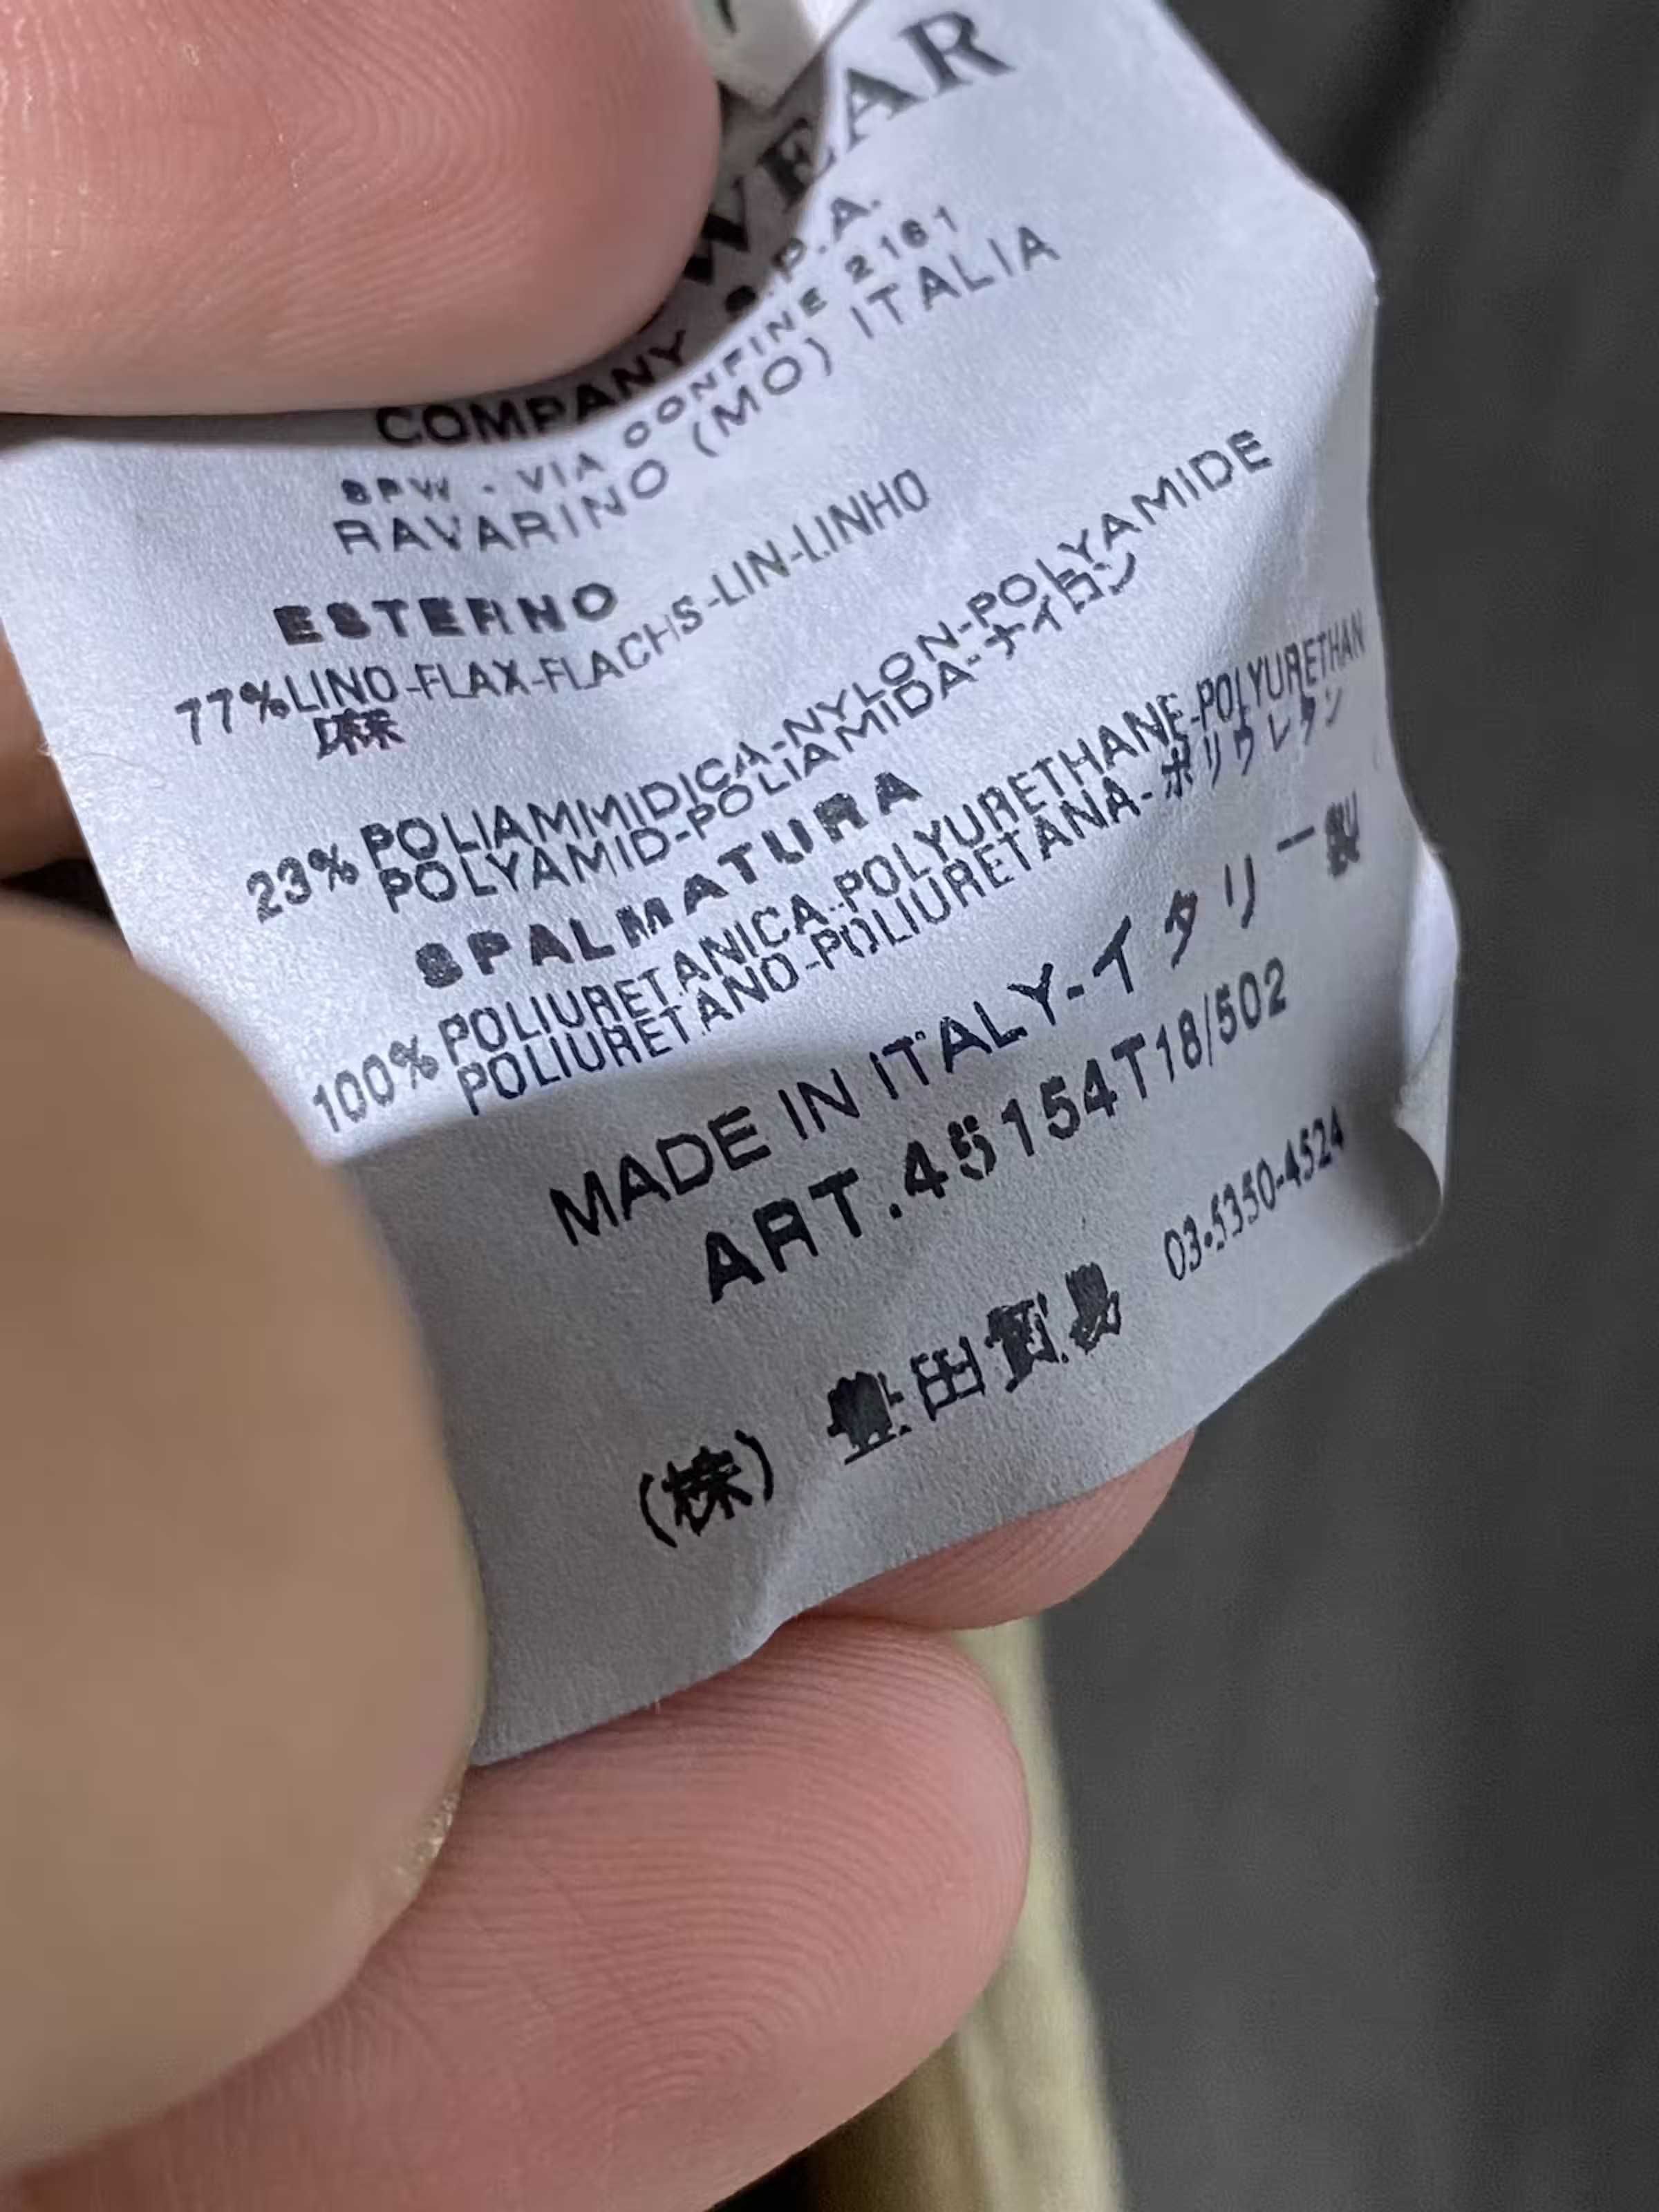 WEAR
COMPANY S.P.A.
SPW - VIA CONFINE 2161
RAVARINO (MO) ITALIA
ESTERNO
77%LINO-FLAX-FLACHS-LIN-LINHO
麻
23% POLIAMMIDICA-NYLON-POLYAMIDE
POLYAMID-POLIAMIDA-ナイロン
SPALMATURA
100% POLIURETANICA-POLYURETHANE-POLYURETHAN
POLIURETANO-POLIURETANA-ポリウレタン
MADE IN ITALY-イタリー製
ART.45154T18/502
(株) 豊田貿易 03-5350-4524